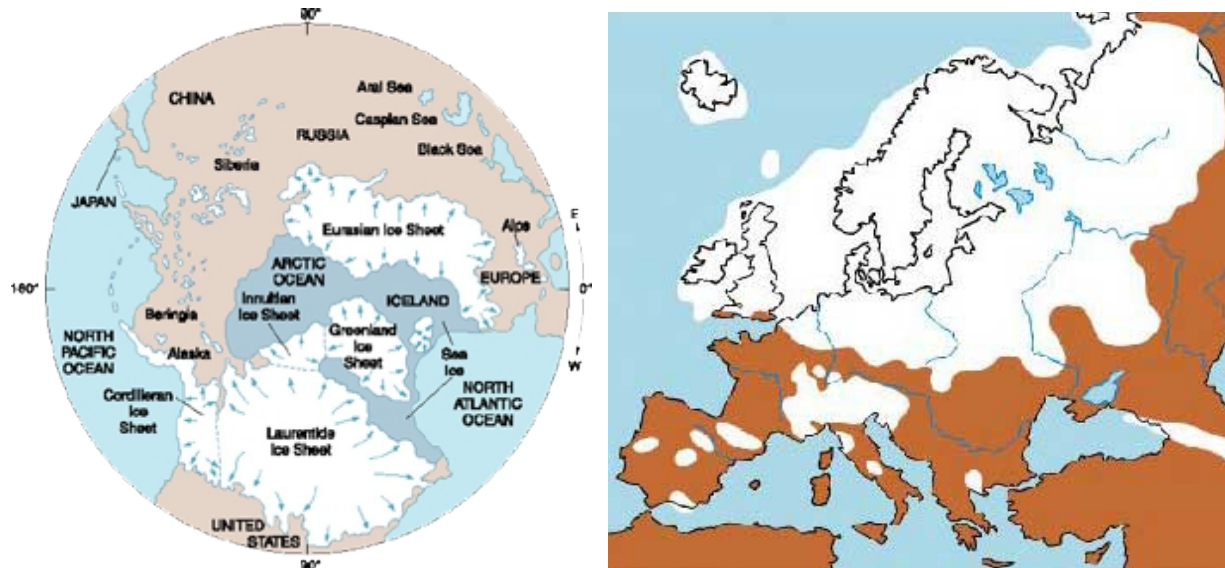 90°
CHINA
Aral Sea
Caspian Sea
RUSSIA
Black Sea
Siberia
JAPAN
Eurasian Ice Sheet
Alps
E
ARCTIC
OCEAN
EUROPE
180°
0°
Innuitian
Ice Sheet
ICELAND
Beringia
Greenland
Ice
Sheet
NORTH
PACIFIC
OCEAN
Alaska
Sea
Ice
W
Cordilleran
Ice
Sheet
NORTH
ATLANTIC
OCEAN
Laurentide
Ice Sheet
UNITED
STATES
90°